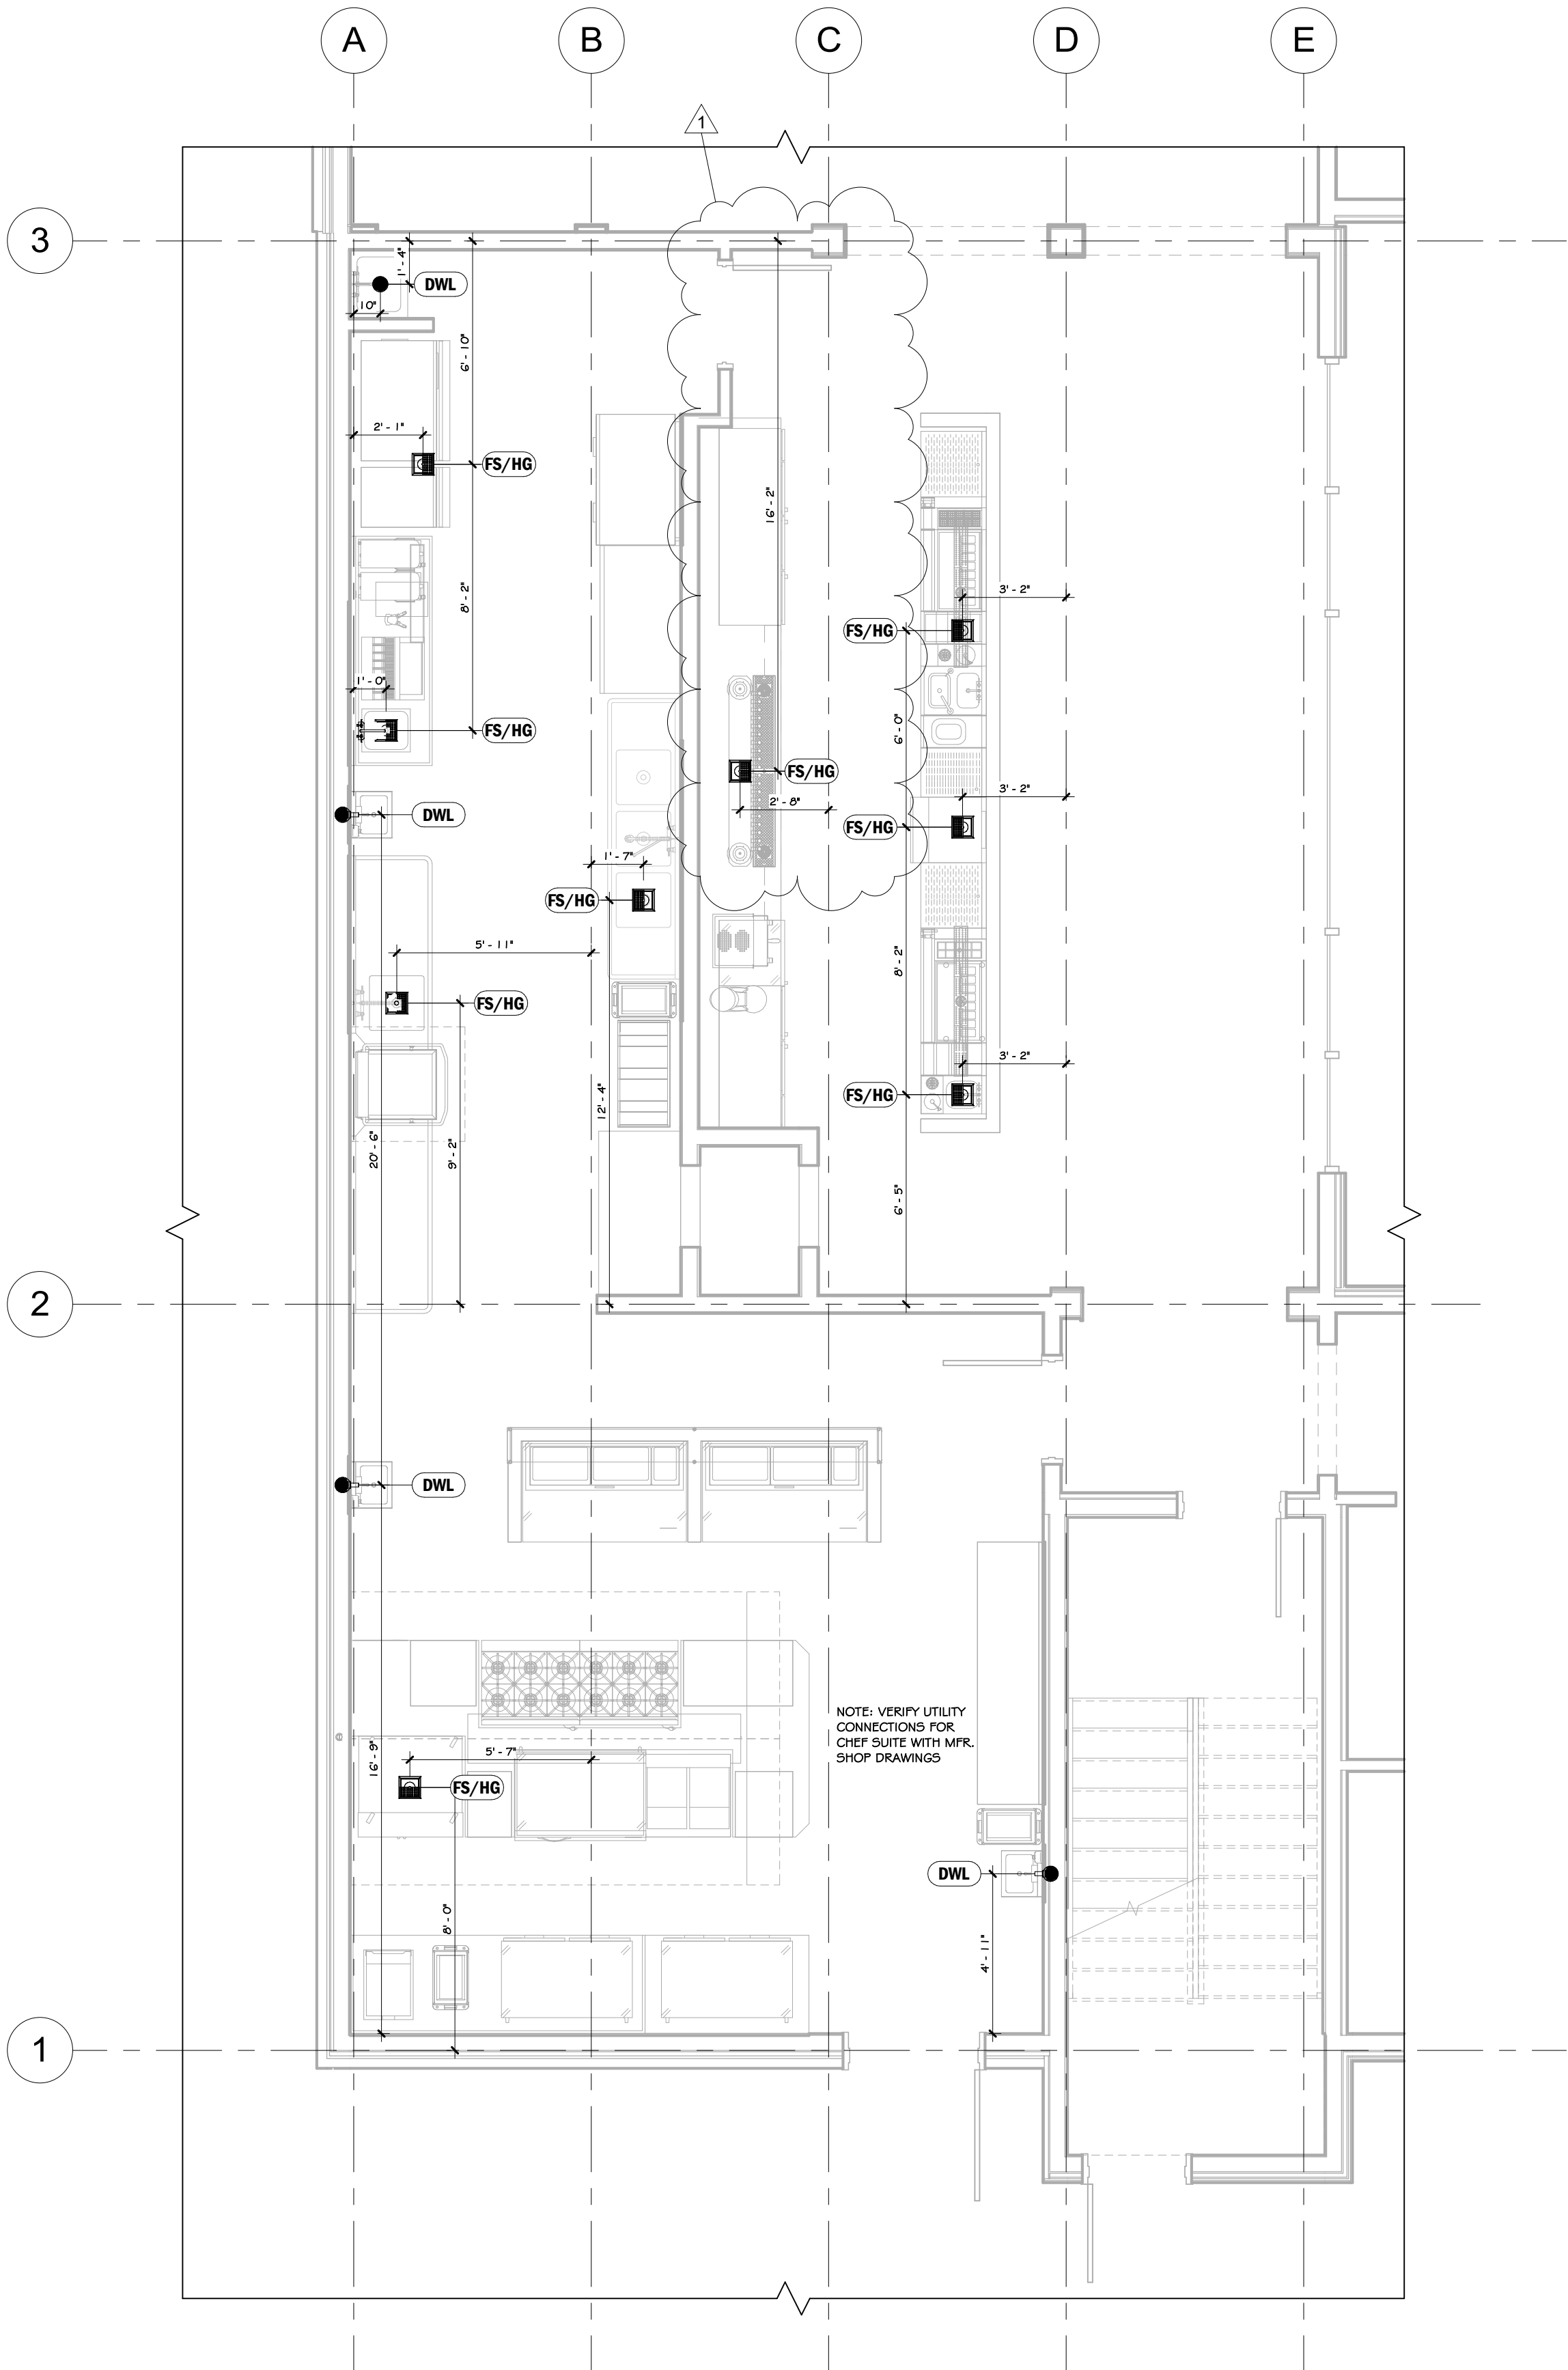 A
B
C
D
E
1
3
1' - 4"
DWL
10"
6' - 10"
2' - 1"
FS/HG
16' - 2"
8' - 2"
3' - 2"
FS/HG
1' - 0"
FS/HG
6' - 0"
FS/HG
3' - 2"
2' - 8"
DWL
FS/HG
1' - 7"
FS/HG
5' - 11"
8' - 2"
FS/HG
3' - 2"
12' - 4"
FS/HG
20' - 6"
9' - 2"
6' - 5"
2
DWL
NOTE: VERIFY UTILITY
CONNECTIONS FOR
CHEF SUITE WITH MFR.
SHOP DRAWINGS
16' - 9"
5' - 7"
FS/HG
DWL
8' - 0"
4' - 11"
1